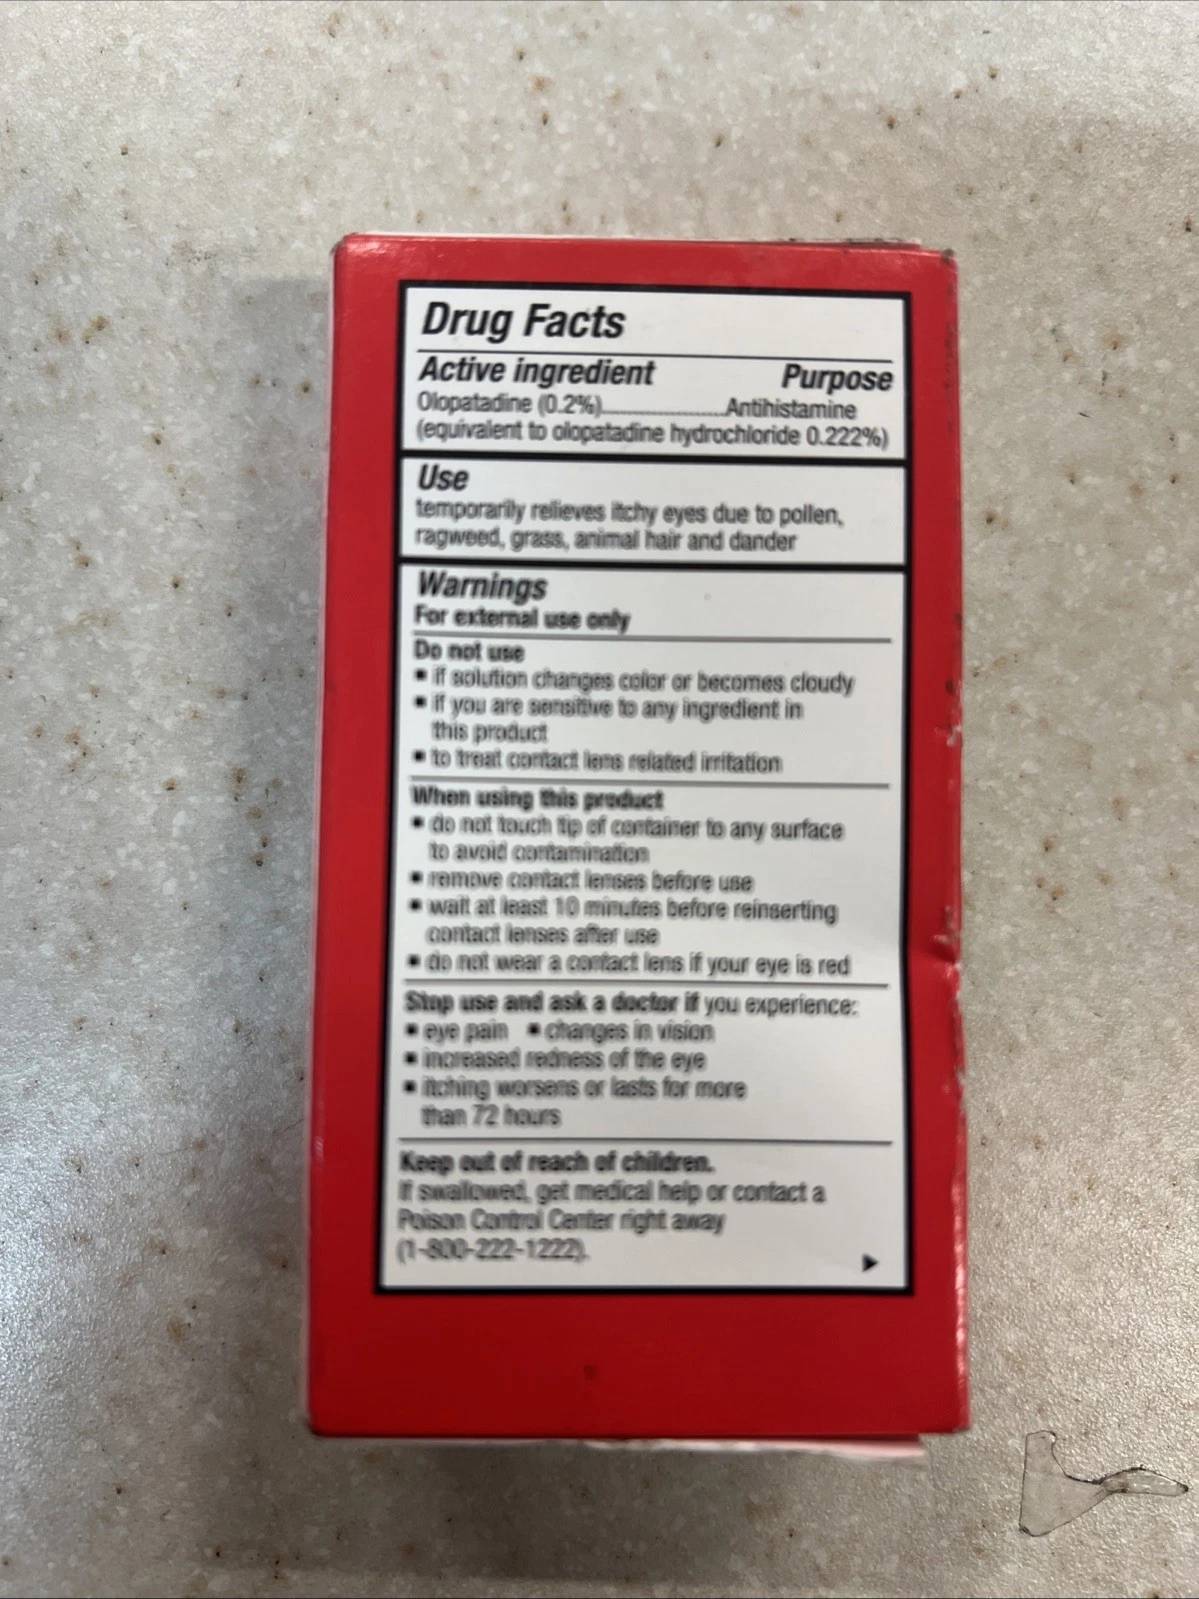 Drug Facts
Active ingredient Purpose
Olopatadine (0.2%)........................Antihistamine
(equivalent to olopatadine hydrochloride 0.222%)
Use
temporarily relieves itchy eyes due to pollen,
ragweed, grass, animal hair and dander
Warnings
For external use only
Do not use
▪ if solution changes color or becomes cloudy
▪ if you are sensitive to any ingredient in
this product
▪ to treat contact lens related irritation
When using this product
▪ do not touch tip of container to any surface
to avoid contamination
▪ remove contact lenses before use
▪ wait at least 10 minutes before reinserting
contact lenses after use
▪ do not wear a contact lens if your eye is red
Stop use and ask a doctor if you experience:
▪ eye pain ▪ changes in vision
▪ increased redness of the eye
▪ itching worsens or lasts for more
than 72 hours
Keep out of reach of children.
If swallowed, get medical help or contact a
Poison Control Center right away
(1-800-222-1222).